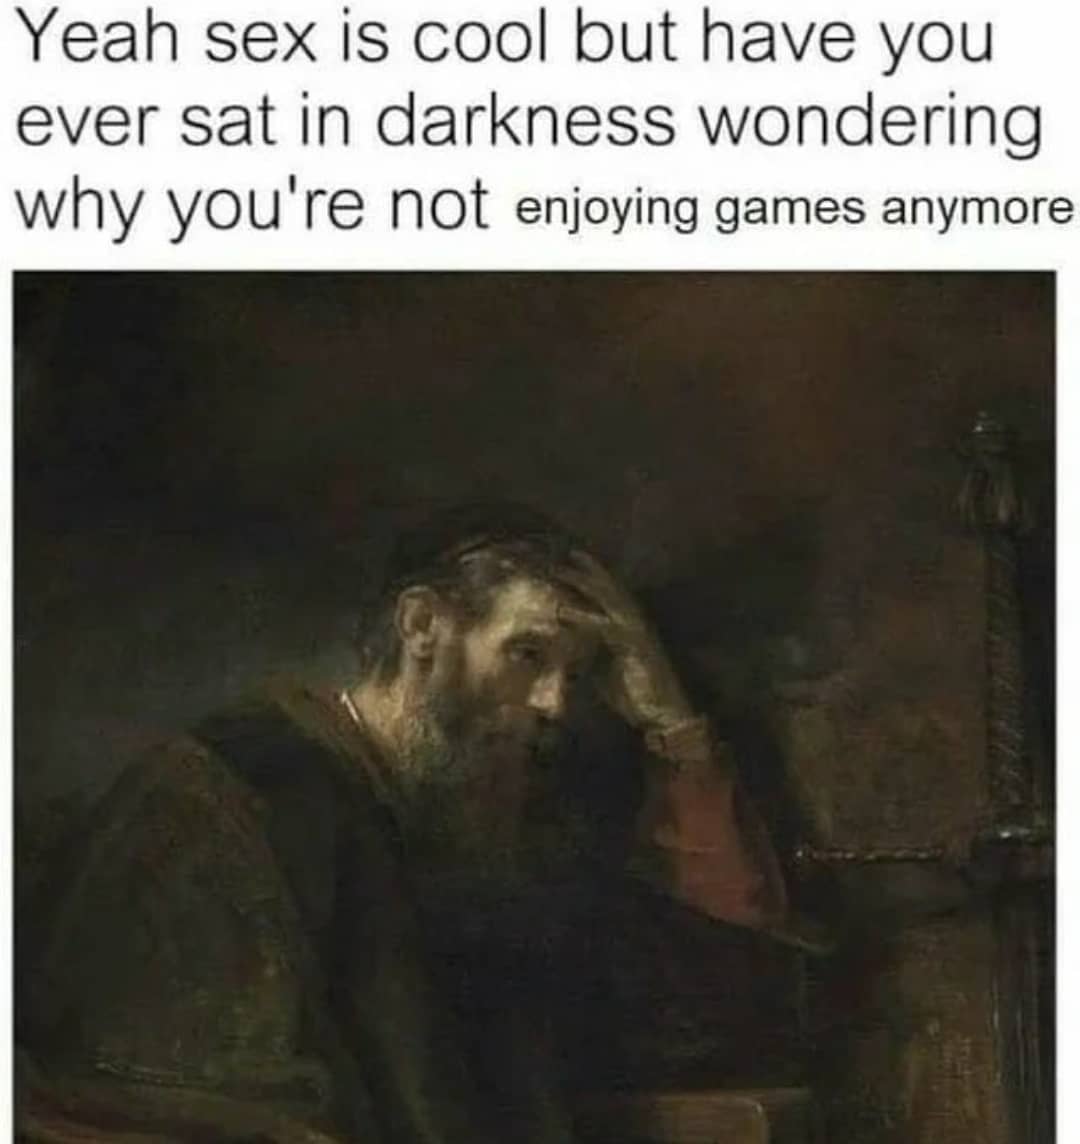 Yeah sex is cool but have you
ever sat in darkness wondering
why you're not enjoying games anymore